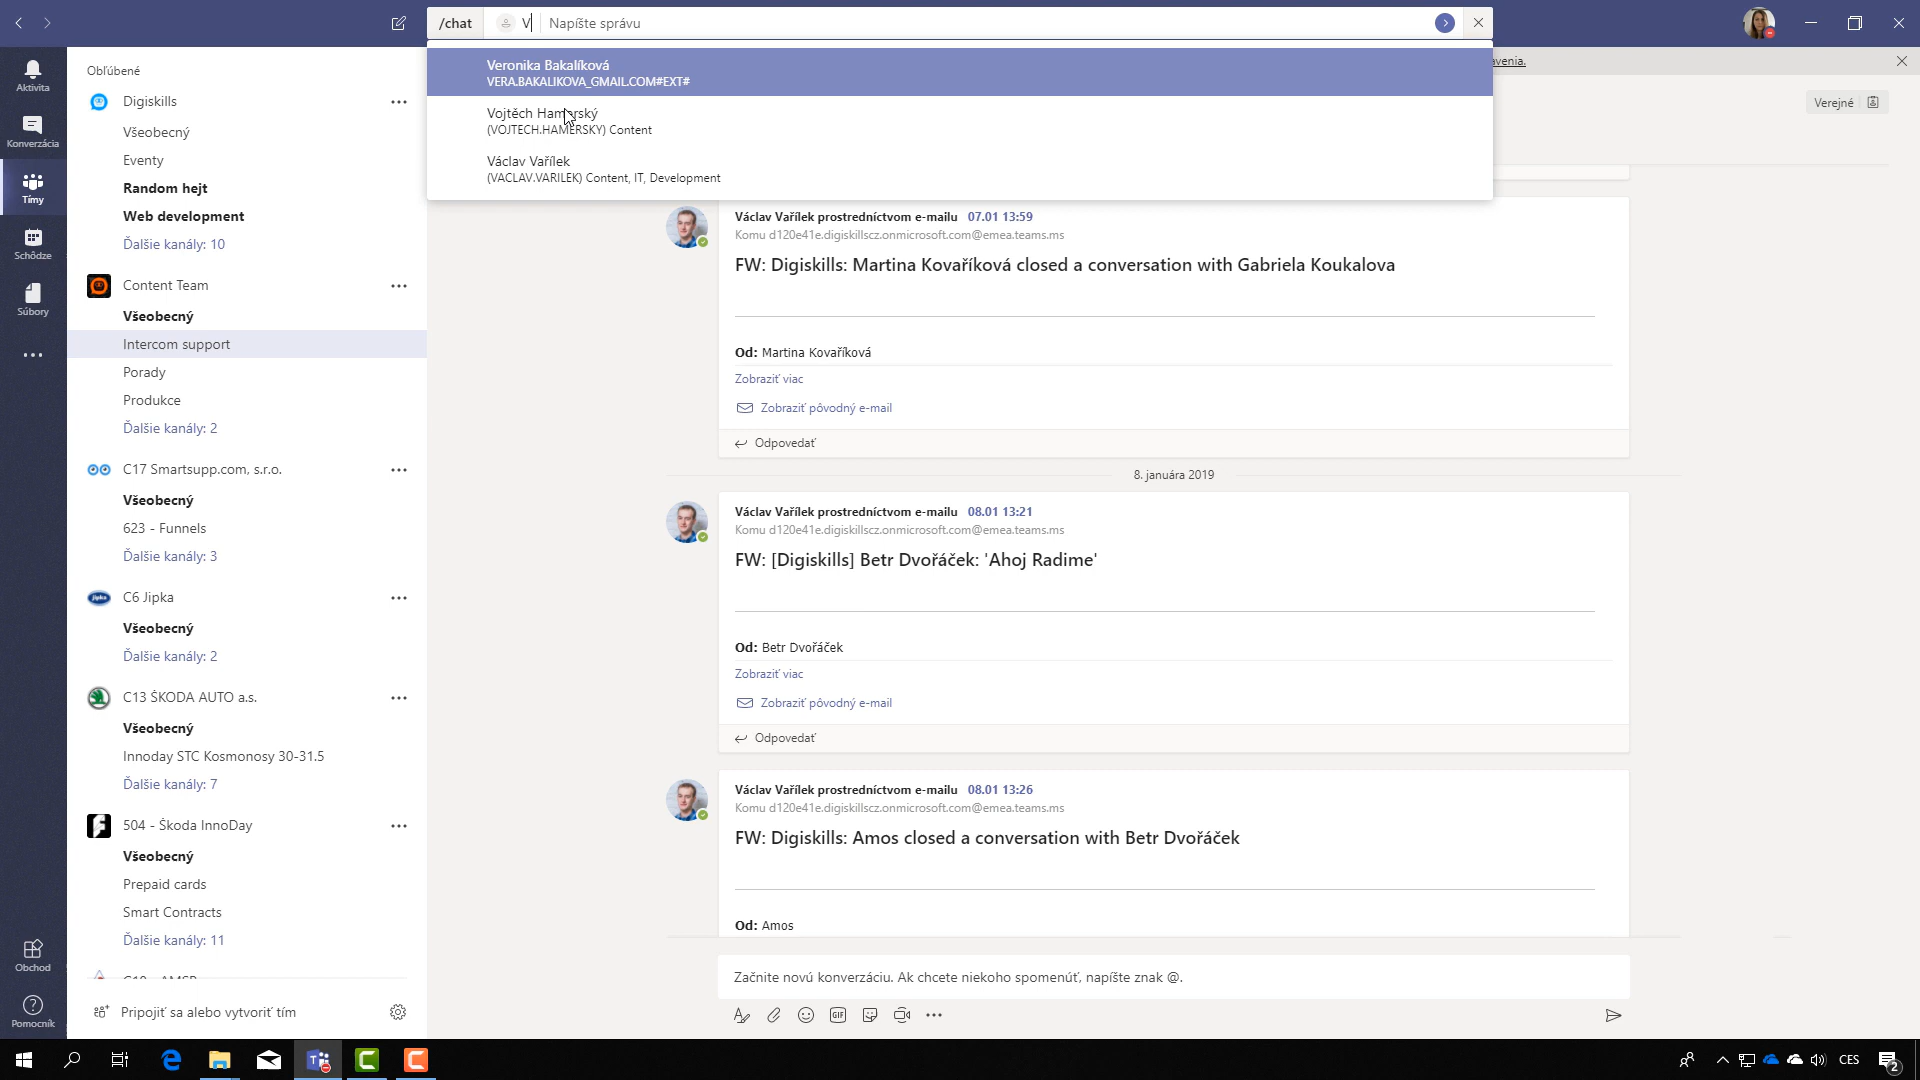 /chat
V
Napíšte správu
Veronika Bakalíková
VERA.BAKALIKOVA_GMAIL.COM#EXT#
Vojtěch Hamerský
(VOJTECH.HAMERSKY) Content
Václav Vařílek
(VACLAV.VARILEK) Content, IT, Development
avenia.
Verejné
Aktivita
Konverzácia
Tímy
Schôdze
Súbory
Obchod
Pomocník
Obľúbené
Digiskills
Všeobecný
Eventy
Random hejt
Web development
Ďalšie kanály: 10
Content Team
Všeobecný
Intercom support
Porady
Produkce
Ďalšie kanály: 2
C17 Smartsupp.com, s.r.o.
Všeobecný
623 - Funnels
Ďalšie kanály: 3
C6 Jipka
Všeobecný
Ďalšie kanály: 2
C13 ŠKODA AUTO a.s.
Všeobecný
Innoday STC Kosmonosy 30-31.5
Ďalšie kanály: 7
504 - Škoda InnoDay
Všeobecný
Prepaid cards
Smart Contracts
Ďalšie kanály: 11
Pripojiť sa alebo vytvoriť tím
Václav Vařílek prostredníctvom e-mailu 07.01 13:59
Komu d120e41e.digiskillscz.onmicrosoft.com@emea.teams.ms
FW: Digiskills: Martina Kovaříková closed a conversation with Gabriela Koukalova
Od: Martina Kovaříková
Zobraziť viac
Zobraziť pôvodný e-mail
Odpovedať
8. januára 2019
Václav Vařílek prostredníctvom e-mailu 08.01 13:21
Komu d120e41e.digiskillscz.onmicrosoft.com@emea.teams.ms
FW: [Digiskills] Betr Dvořáček: 'Ahoj Radime'
Od: Betr Dvořáček
Zobraziť viac
Zobraziť pôvodný e-mail
Odpovedať
Václav Vařílek prostredníctvom e-mailu 08.01 13:26
Komu d120e41e.digiskillscz.onmicrosoft.com@emea.teams.ms
FW: Digiskills: Amos closed a conversation with Betr Dvořáček
Od: Amos
Začnite novú konverzáciu. Ak chcete niekoho spomenúť, napíšte znak @.
GIF
CES
2